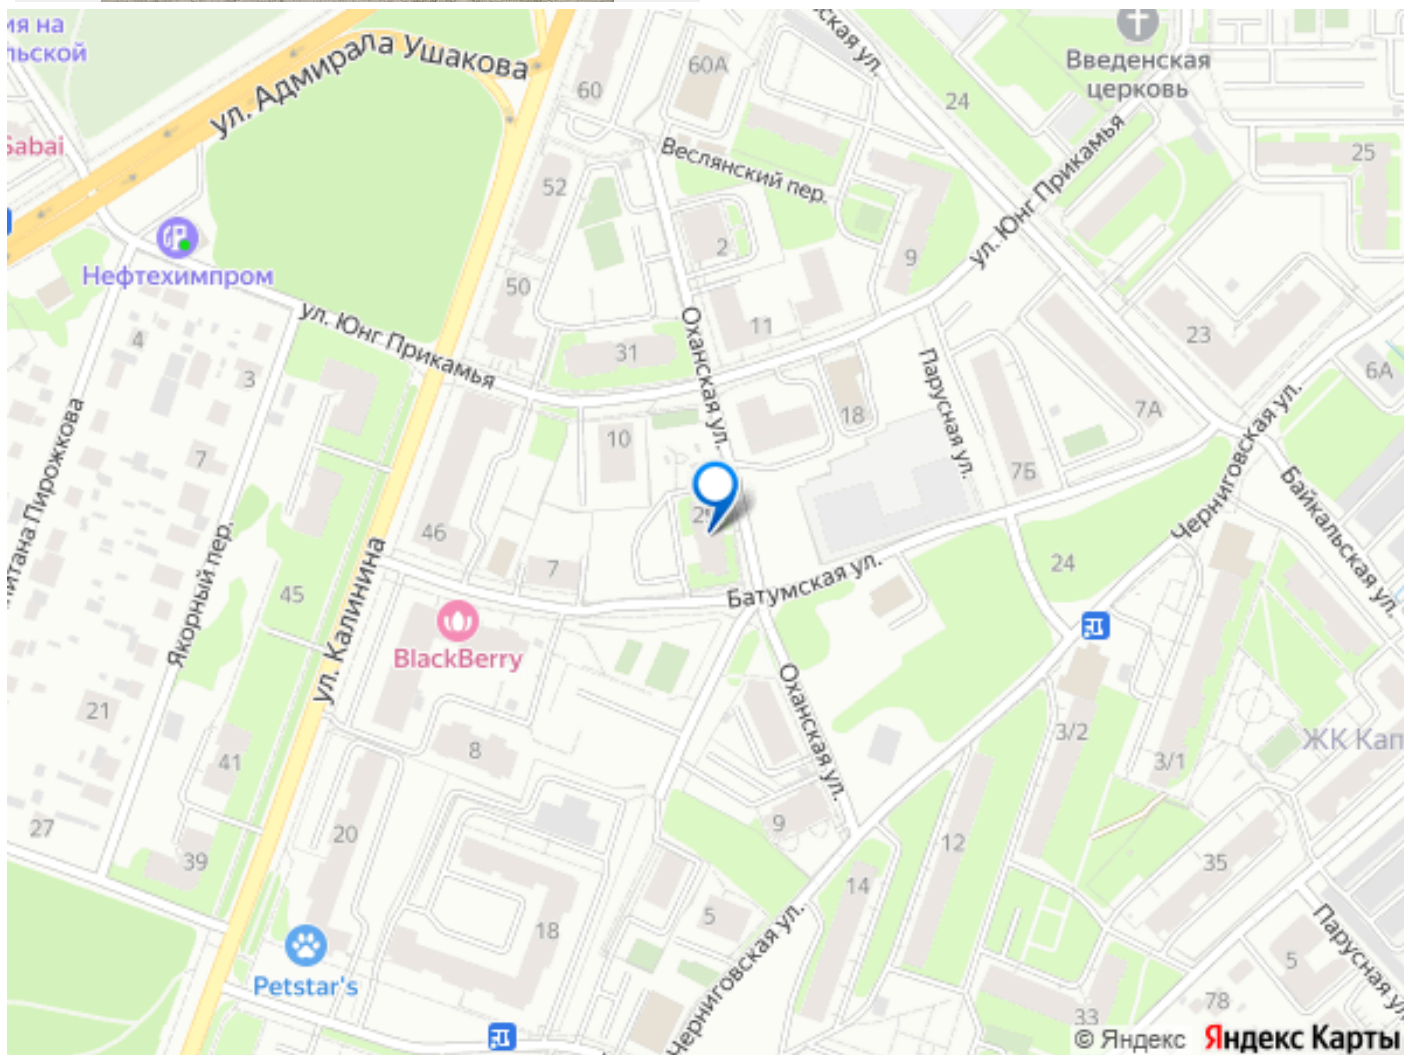 ия на
льской
ул. Адмирала Ушакова
Sabai
60
60А
ская ул.
24
Введенская
церковь
25
Веслянский пер.
52
2
9
ул. Юнг Прикамья
Нефтехимпром
50
ул. Юнг Прикамья
4
3
31
11
Оханская ул.
18
Парусная ул.
23
6А
7А
7Б
10
7
46
Батумская ул.
24
Черниговская ул.
Байкальская ул.
питана Пирожкова
Якорный пер.
45
ул. Калинина
7
BlackBerry
21
41
8
Оханская ул.
3/2
3/1
ЖК Кап
27
39
20
9
12
14
35
18
5
Черниговская ул.
Petstar's
33
78
5
Парусная ул.
© Яндекс Яндекс Карты